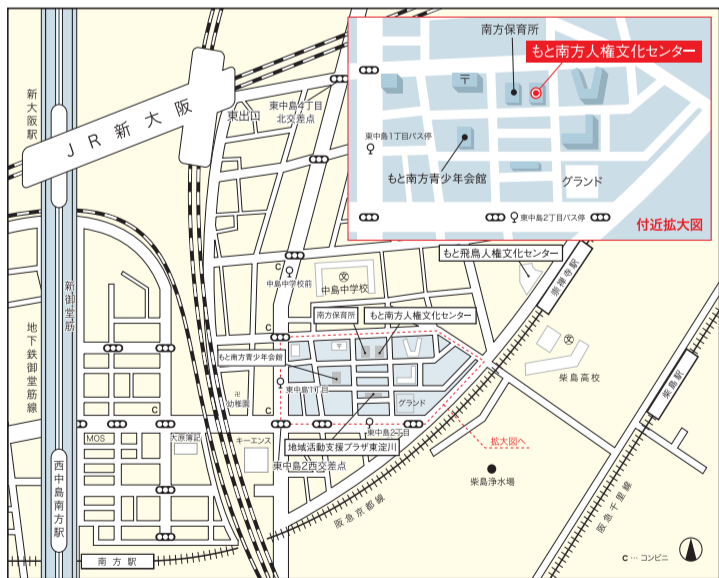 南方保育所
もと南方人権文化センター
〒
東中島1丁目バス停
もと南方青少年会館
グランド
東中島2丁目バス停
付近拡大図
新大阪駅
JR新大阪
東出口
東中島4丁目
北交差点
もと飛鳥人権文化センター
崇禅寺駅
C
中島中学校前
文
中島中学校
新御堂筋
地下鉄御堂筋線
南方保育所
もと南方人権文化センター
C
〒
もと南方青少年会館
文
柴島高校
柴島駅
東中島1丁目
卍
幼稚園
グランド
C
C
東中島2丁目
MOS
大原簿記
キーエンス
地域活動支援プラザ東淀川
拡大図へ
東中島2西交差点
西中島南方駅
柴島浄水場
阪急京都線
阪急千里線
南方駅
C … コンビニ